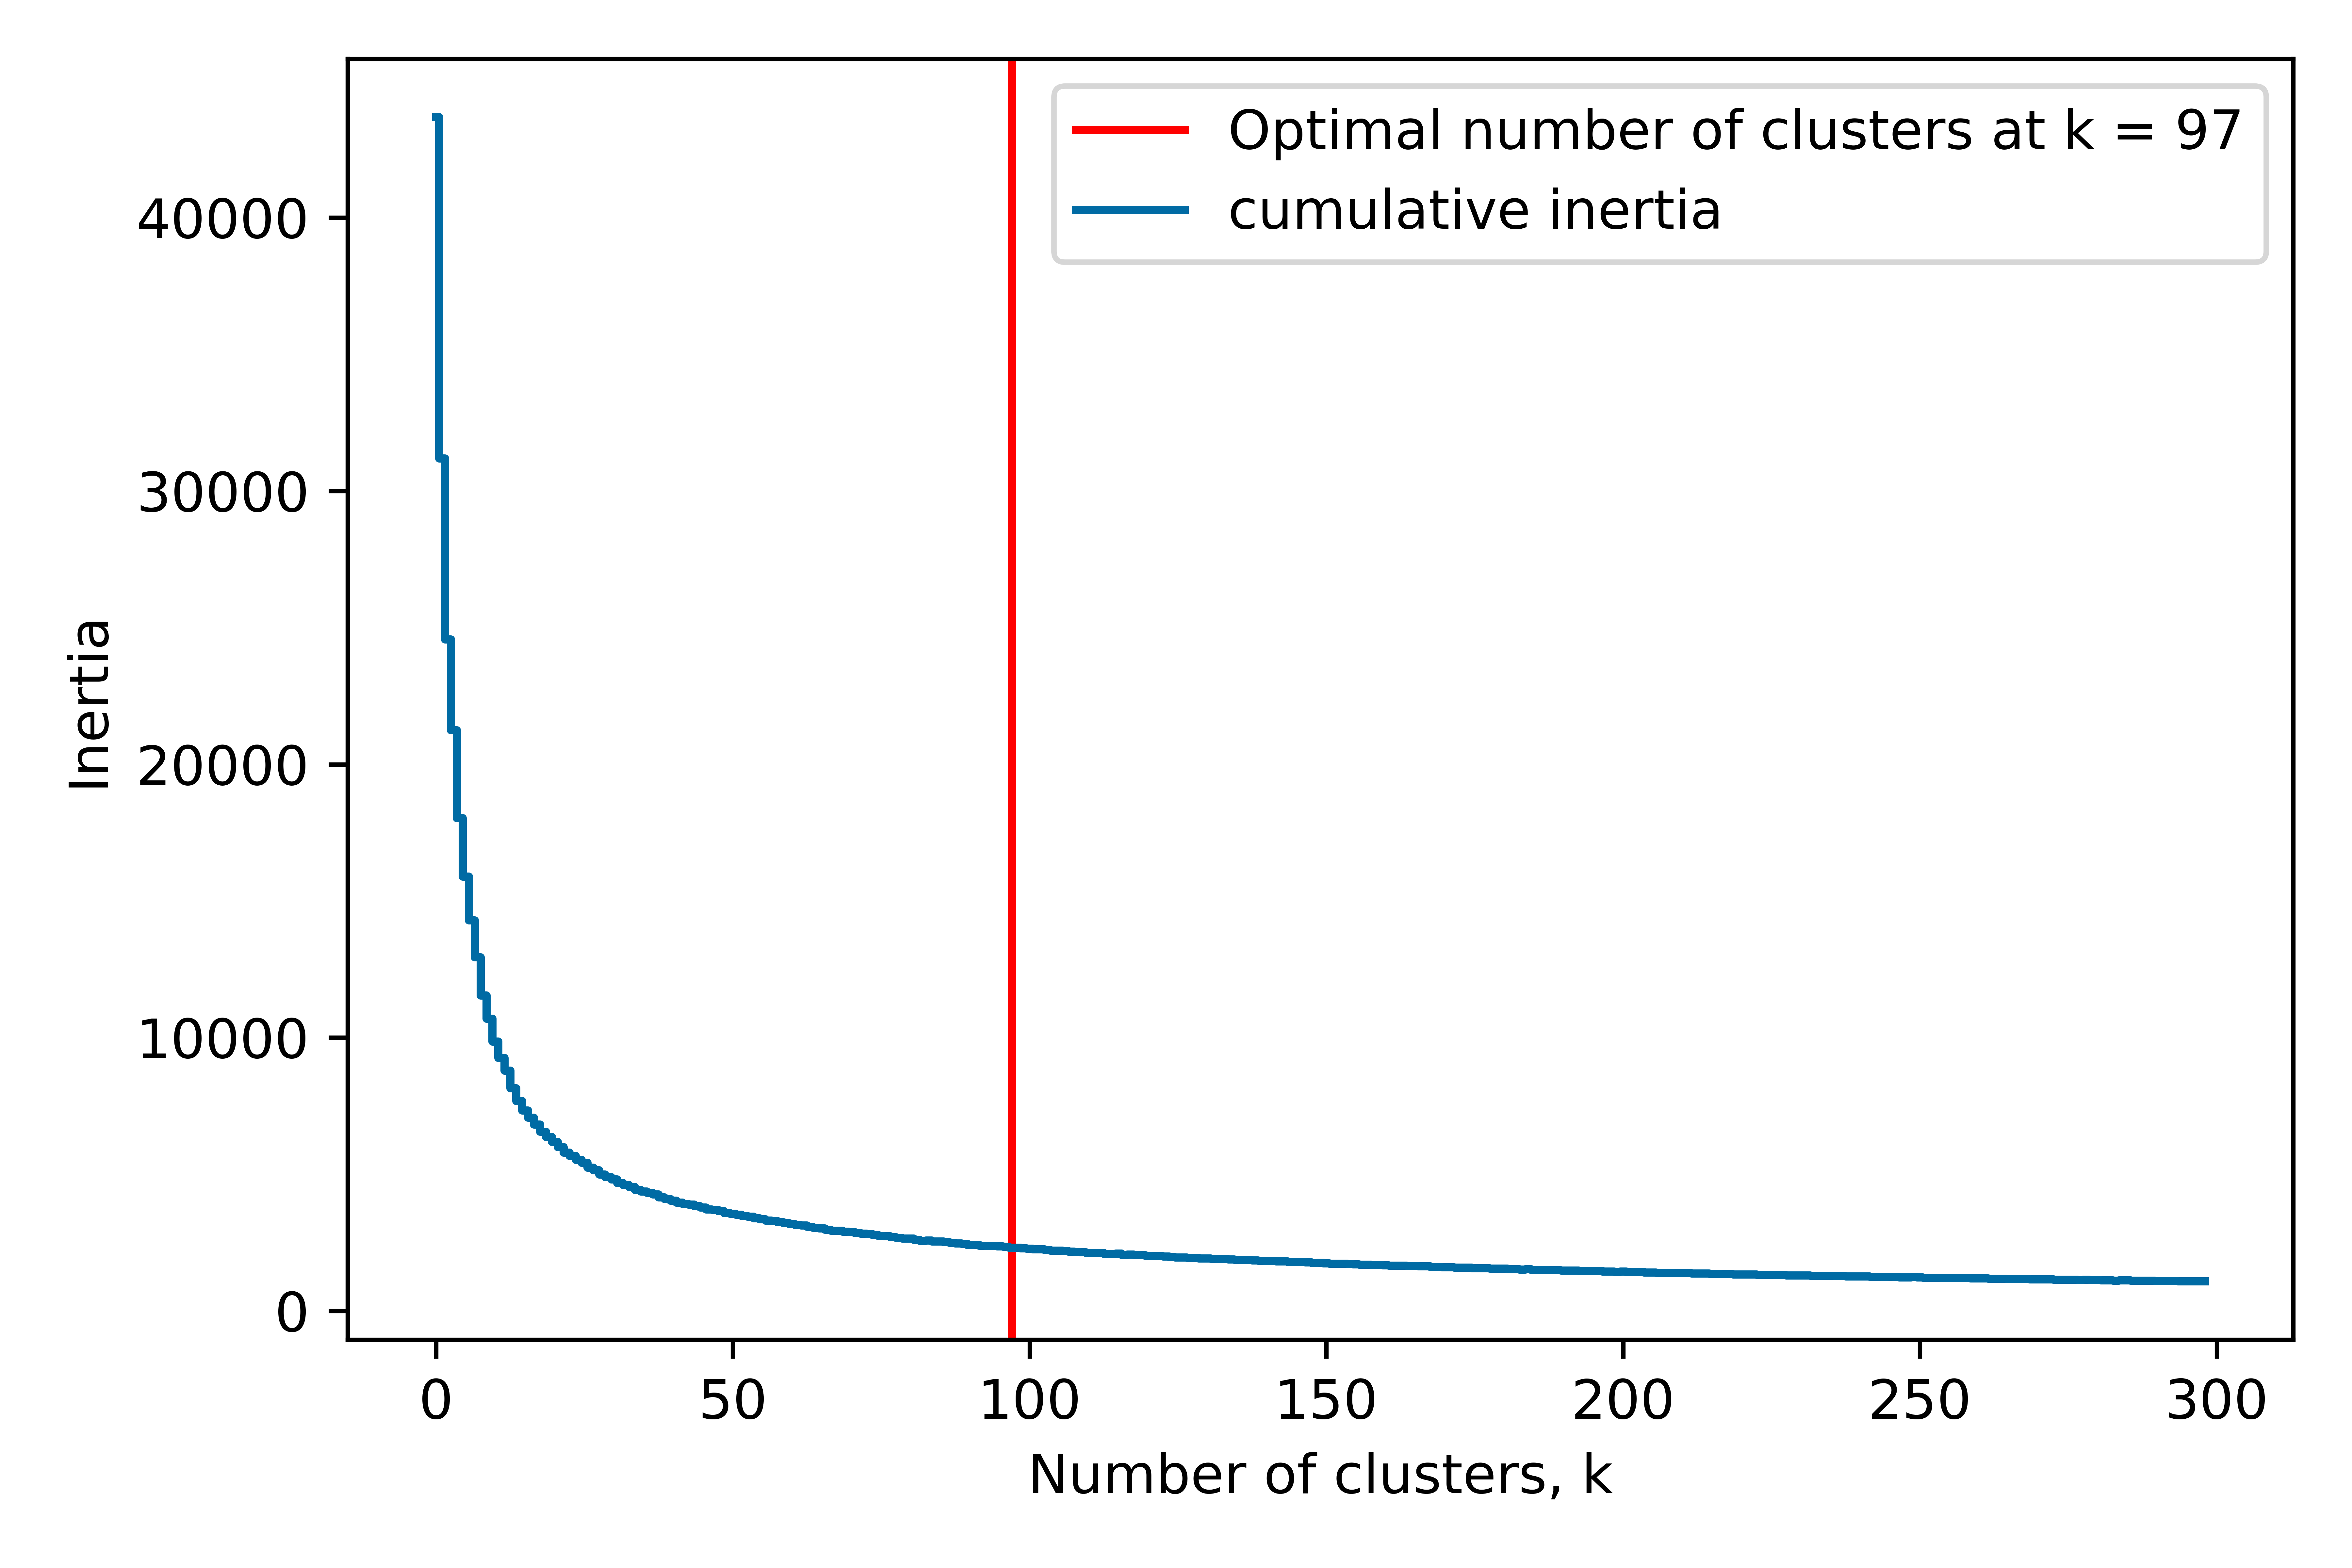 Optimal number of clusters at k = 97
cumulative inertia
40000
30000
20000
10000
0
Inertia
0 50 100 150 200 250 300
Number of clusters, k